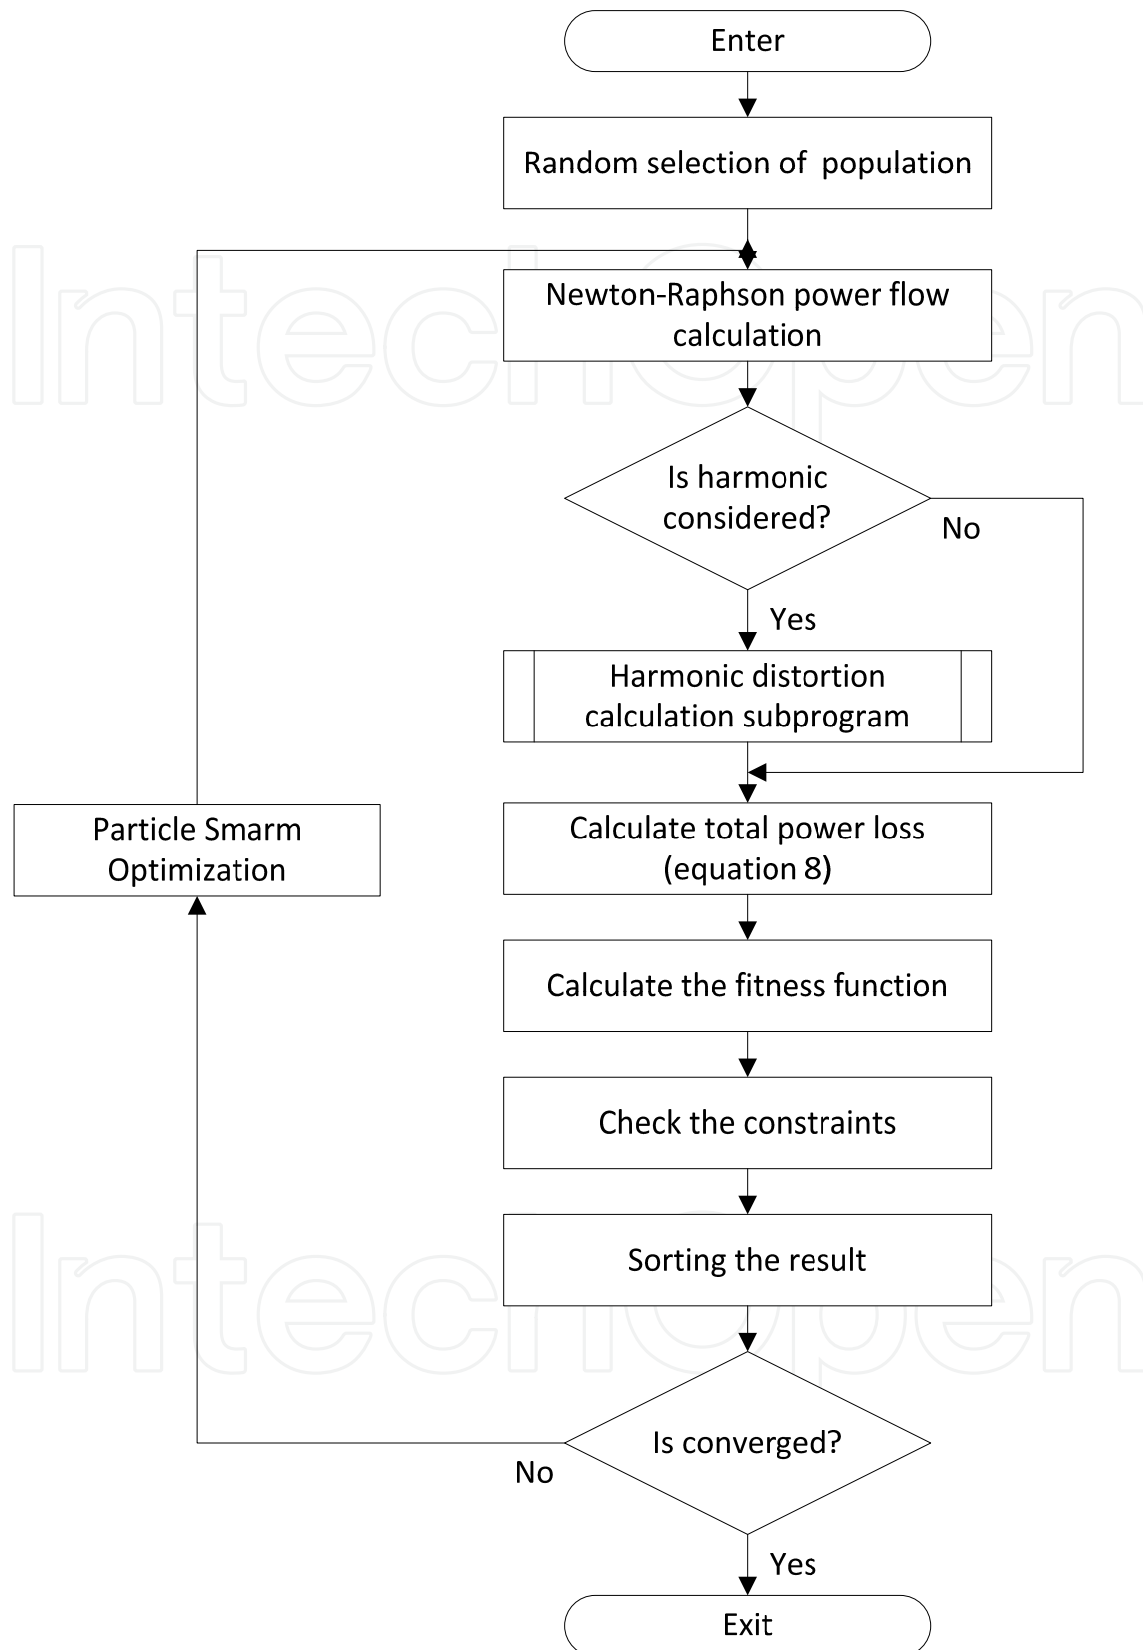 Enter
Random selection of population
Newton-Raphson power flow
calculation
Is harmonic
considered?
No
Yes
Harmonic distortion
calculation subprogram
Calculate total power loss
(equation 8)
Particle Smarm
Optimization
Calculate the fitness function
Check the constraints
Sorting the result
Is converged?
No
Yes
Exit
IntechOpen
IntechOpen